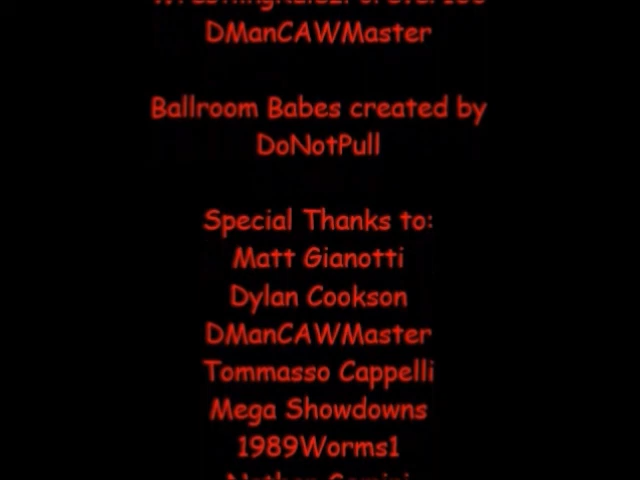 DManCAWMaster
Ballroom Babes created by
DoNotPull
Special Thanks to:
Matt Gianotti
Dylan Cookson
DManCAWMaster
Tommasso Cappelli
Mega Showdowns
1989Worms1